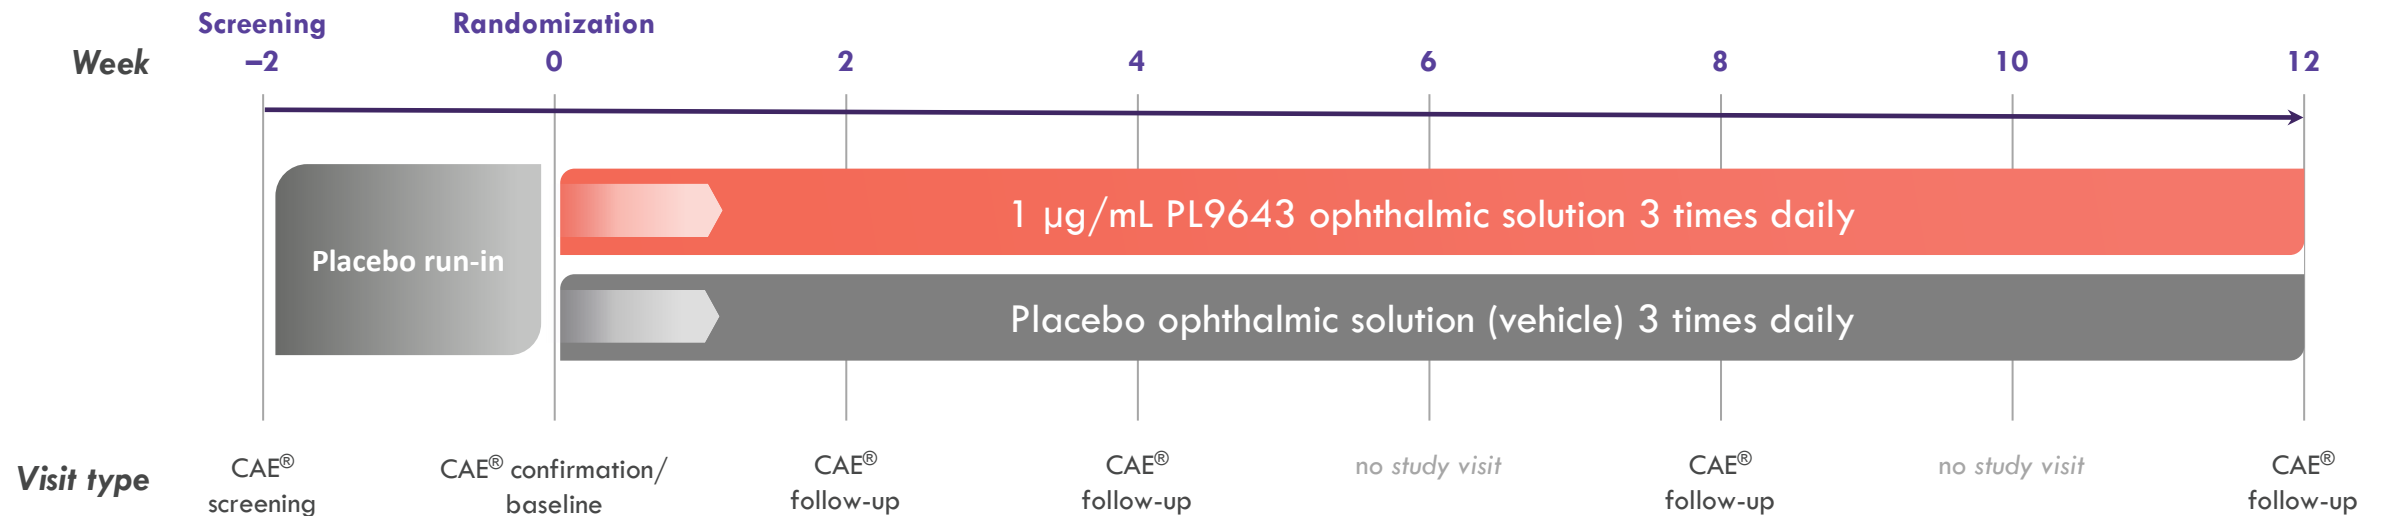 Screening Randomization
Week –2 0 2 4 6 8 10 12
Placebo run-in
1 µg/mL PL9643 ophthalmic solution 3 times daily
Placebo ophthalmic solution (vehicle) 3 times daily
Visit type
CAE®
screening
CAE® confirmation/
baseline
CAE®
follow-up
CAE®
follow-up
no study visit
CAE®
follow-up
no study visit
CAE®
follow-up